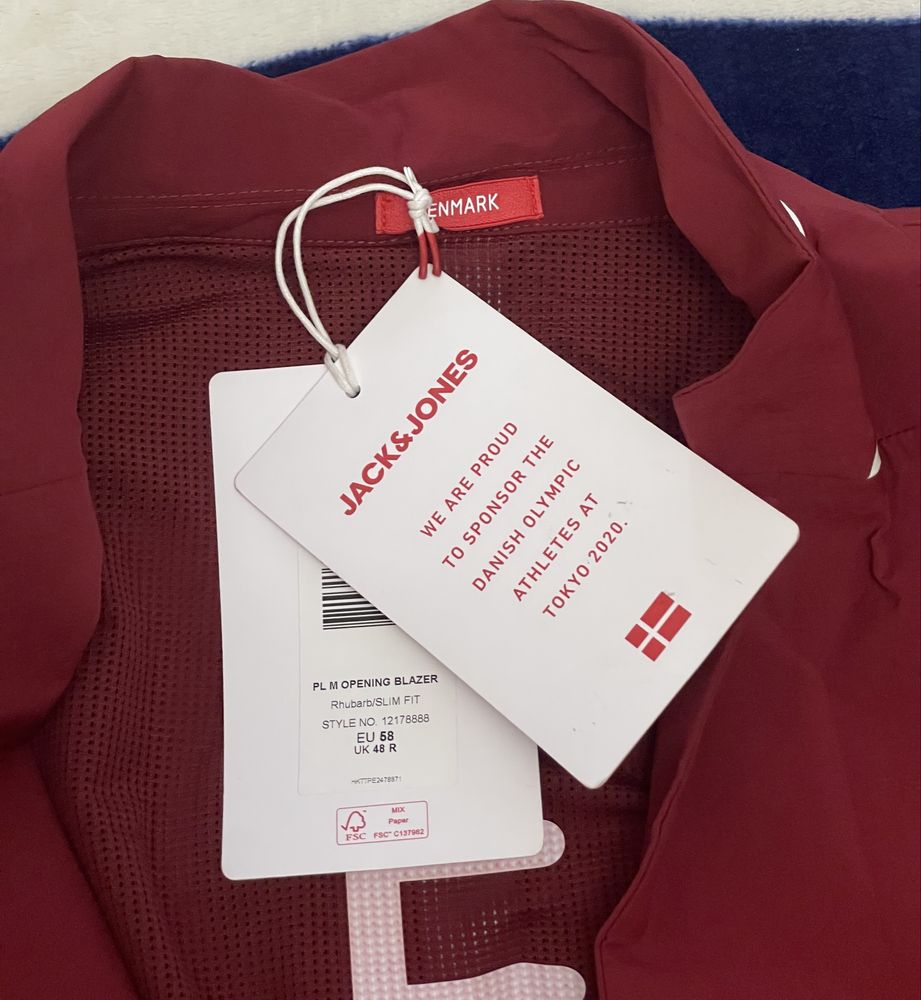 ENMARK
JACK&JONES
WE ARE PROUD
TO SPONSOR THE
DANISH OLYMPIC
ATHLETES AT
TOKYO 2020.
PL M OPENING BLAZER
Rhubarb/SLIM FIT
STYLE NO. 12178888
EU 58
UK 48 R
FSC
MIX
Paper
FSC™ C137982